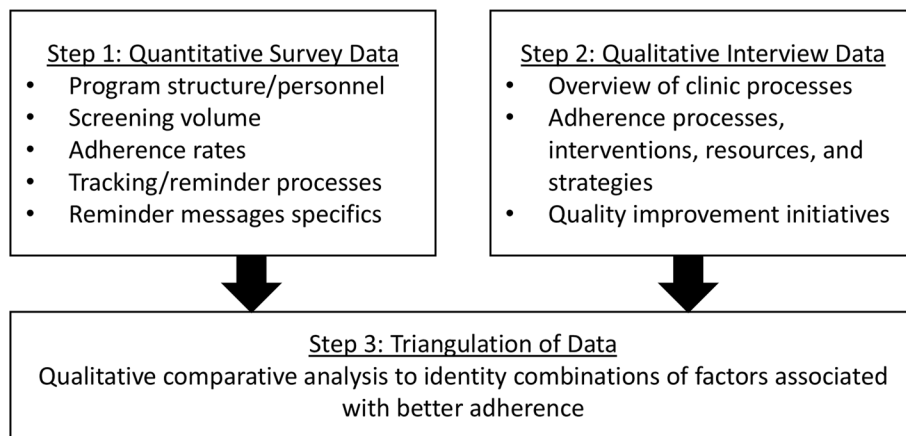 Step 1: Quantitative Survey Data
• Program structure/personnel
• Screening volume
• Adherence rates
• Tracking/reminder processes
• Reminder messages specifics
Step 2: Qualitative Interview Data
• Overview of clinic processes
• Adherence processes,
interventions, resources, and
strategies
• Quality improvement initiatives
Step 3: Triangulation of Data
Qualitative comparative analysis to identity combinations of factors associated
with better adherence